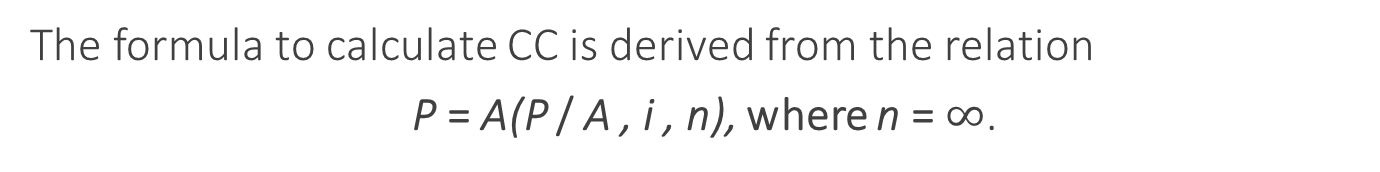 The formula to calculate CC is derived from the relation
P = A(P / A , i , n), where n = ∞.